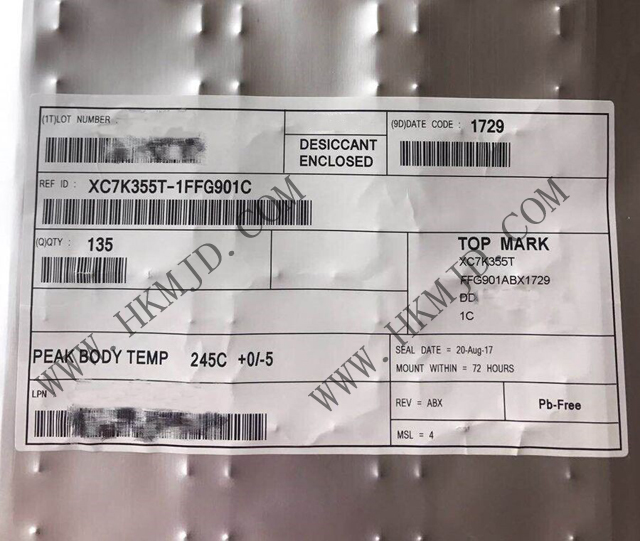 (1T)LOT NUMBER
DESICCANT
ENCLOSED
(9D)DATE CODE : 1729
REF ID : XC7K355T-1FFG901C
(Q)QTY : 135
TOP MARK
XC7K355T
FFG901ABX1729
DD
1C
PEAK BODY TEMP 245C +0/-5
SEAL DATE = 20-Aug-17
MOUNT WITHIN = 72 HOURS
LPN
REV = ABX
Pb-Free
MSL = 4
WWW.HKMJD.COM
WWW.HKMJD.COM